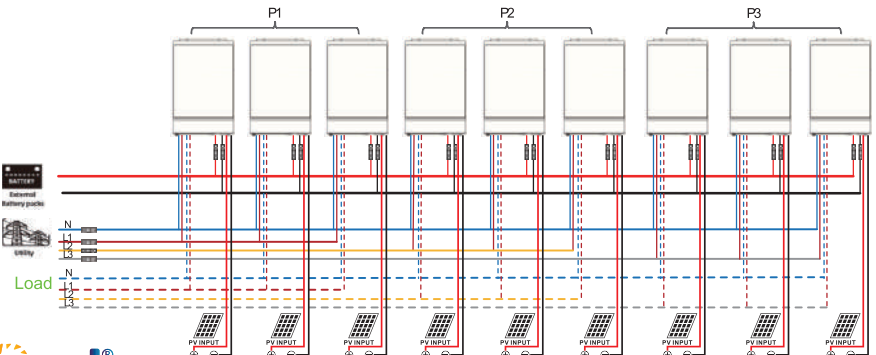 P1 P2 P3
BATTERY
External
Battery packs
N
L1
L2
L3
Utility
Load
N
L1
L2
L3
PV INPUT PV INPUT PV INPUT PV INPUT PV INPUT PV INPUT PV INPUT PV INPUT PV INPUT
®